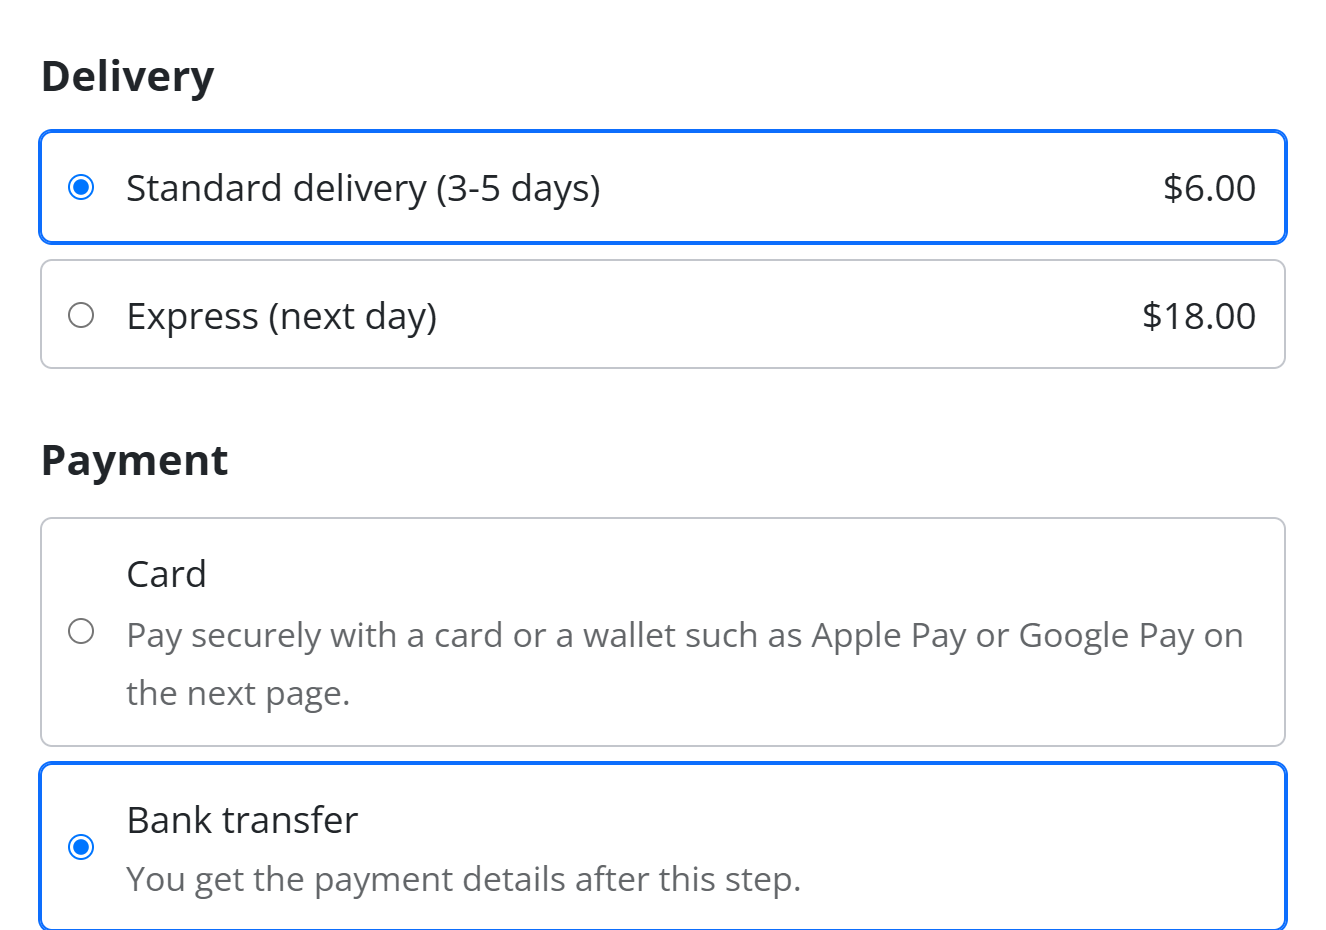 Delivery
Standard delivery (3-5 days) $6.00
Express (next day) $18.00
Payment
Card
Pay securely with a card or a wallet such as Apple Pay or Google Pay on
the next page.
Bank transfer
You get the payment details after this step.